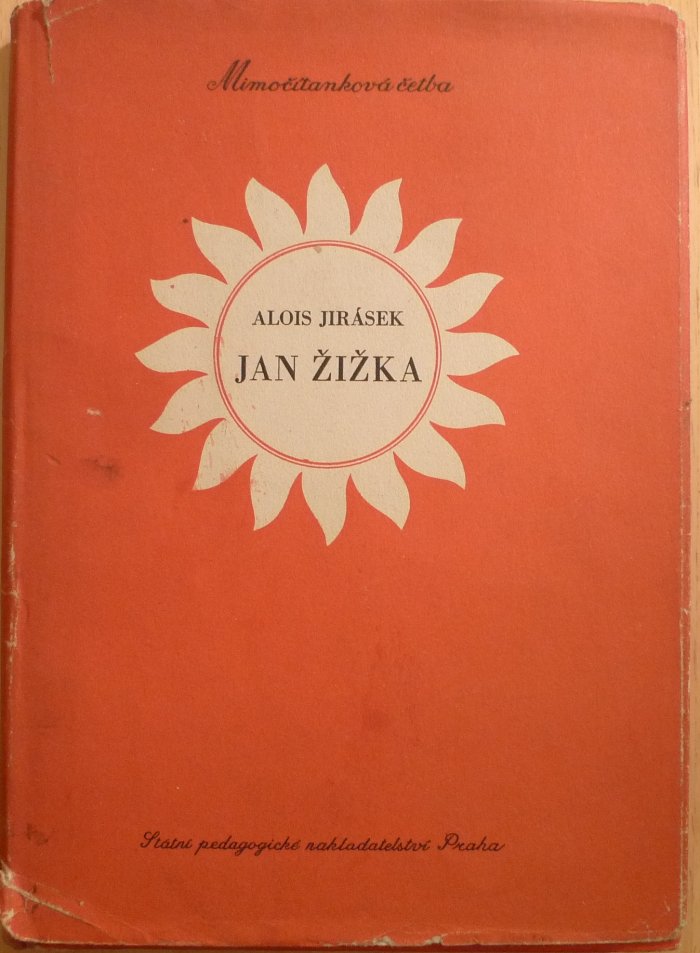 Mimočítanková četba
ALOIS JIRÁSEK
JAN ŽIŽKA
Státní pedagogické nakladatelství Praha